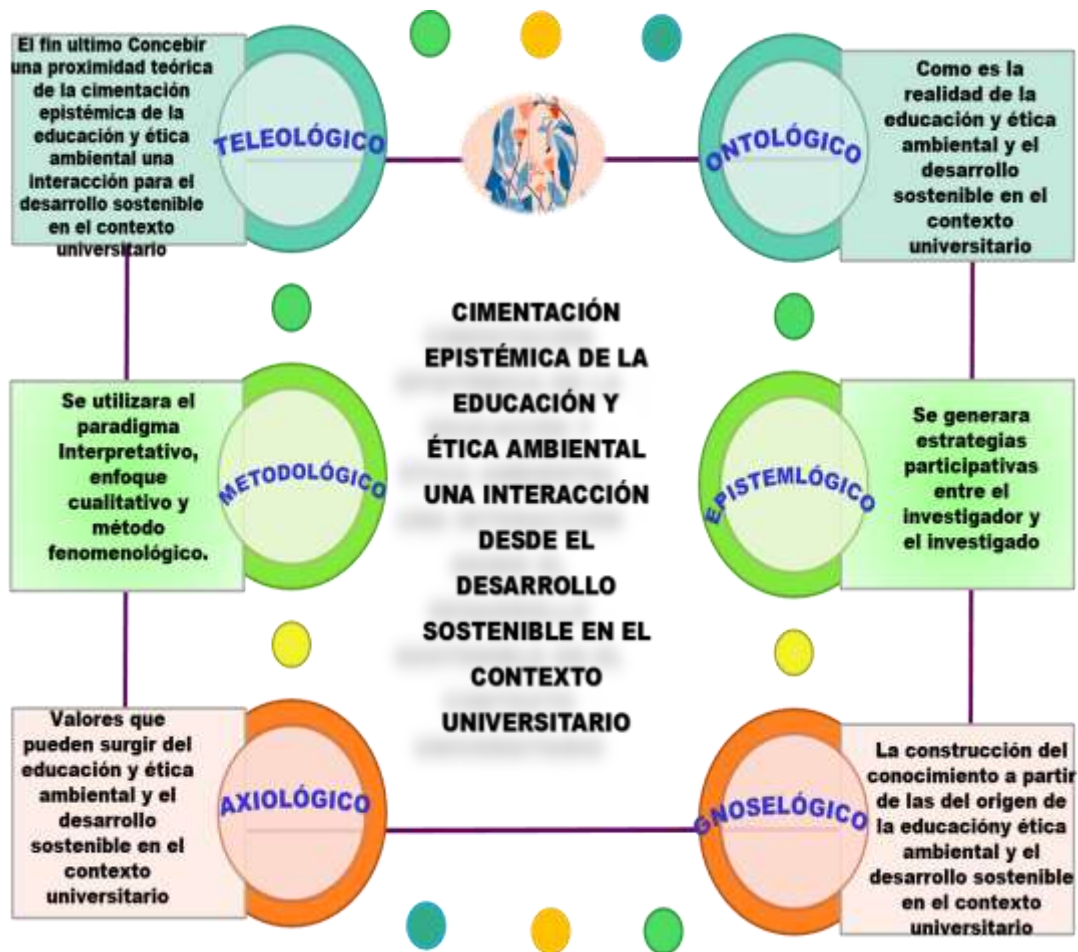 El fin ultimo Concebir
una proximidad teórica
de la cimentación
epistémica de la
educación y ética
ambiental una
interacción para el
desarrollo sostenible
en el contexto
universitario
TELEOLÓGICO
ONTOLÓGICO
Como es la
realidad de la
educación y ética
ambiental y el
desarrollo
sostenible en el
contexto
universitario
CIMENTACIÓN
EPISTÉMICA DE LA
EDUCACIÓN Y
ÉTICA AMBIENTAL
UNA INTERACCIÓN
DESDE EL
DESARROLLO
SOSTENIBLE EN EL
CONTEXTO
UNIVERSITARIO
Se utilizara el
paradigma
Interpretativo,
enfoque
cualitativo y
método
fenomenológico.
METODOLÓGICO
EPISTEMLÓGICO
Se generara
estrategias
participativas
entre el
investigador y
el investigado
Valores que
pueden surgir del
educación y ética
ambiental y el
desarrollo
sostenible en el
contexto
universitario
AXIOLÓGICO
GNOSELÓGICO
La construcción del
conocimiento a partir
de las del origen de
la educacióny ética
ambiental y el
desarrollo sostenible
en el contexto
universitario